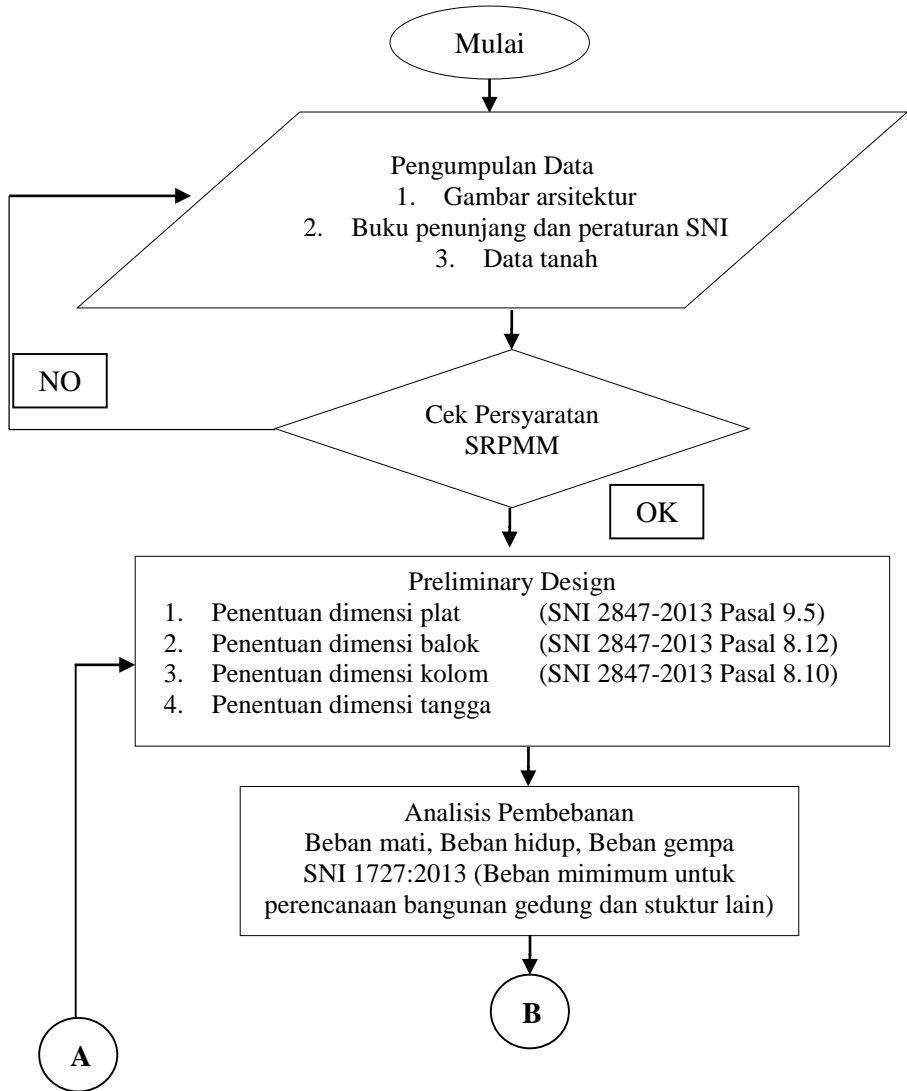 Mulai
Pengumpulan Data
1. Gambar arsitektur
2. Buku penunjang dan peraturan SNI
3. Data tanah
NO
Cek Persyaratan
SRPMM
OK
Preliminary Design
1. Penentuan dimensi plat (SNI 2847-2013 Pasal 9.5)
2. Penentuan dimensi balok (SNI 2847-2013 Pasal 8.12)
3. Penentuan dimensi kolom (SNI 2847-2013 Pasal 8.10)
4. Penentuan dimensi tangga
Analisis Pembebanan
Beban mati, Beban hidup, Beban gempa
SNI 1727:2013 (Beban mimimum untuk
perencanaan bangunan gedung dan stuktur lain)
B
A